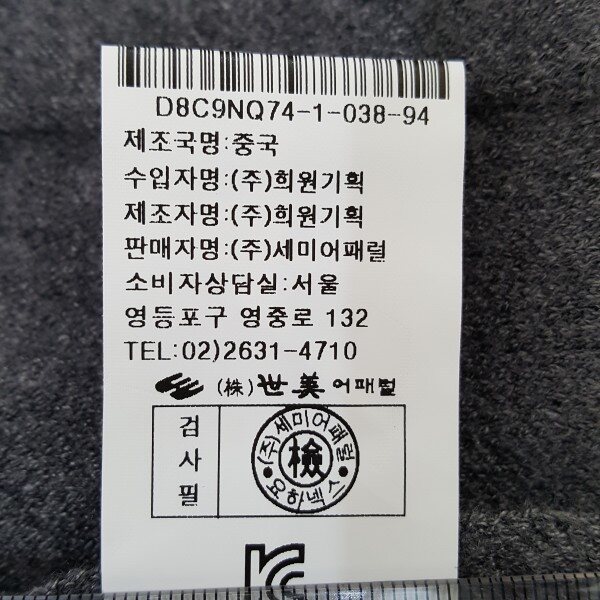 D8C9NQ74-1-038-94
제조국명:중국
수입자명:(주)희원기획
제조자명:(주)희원기획
판매자명:(주)세미어패럴
소비자상담실:서울
영등포구 영중로 132
TEL:02)2631-4710
(株)世美어패럴
검사필
(주)세미어패럴
檢
요하넥스